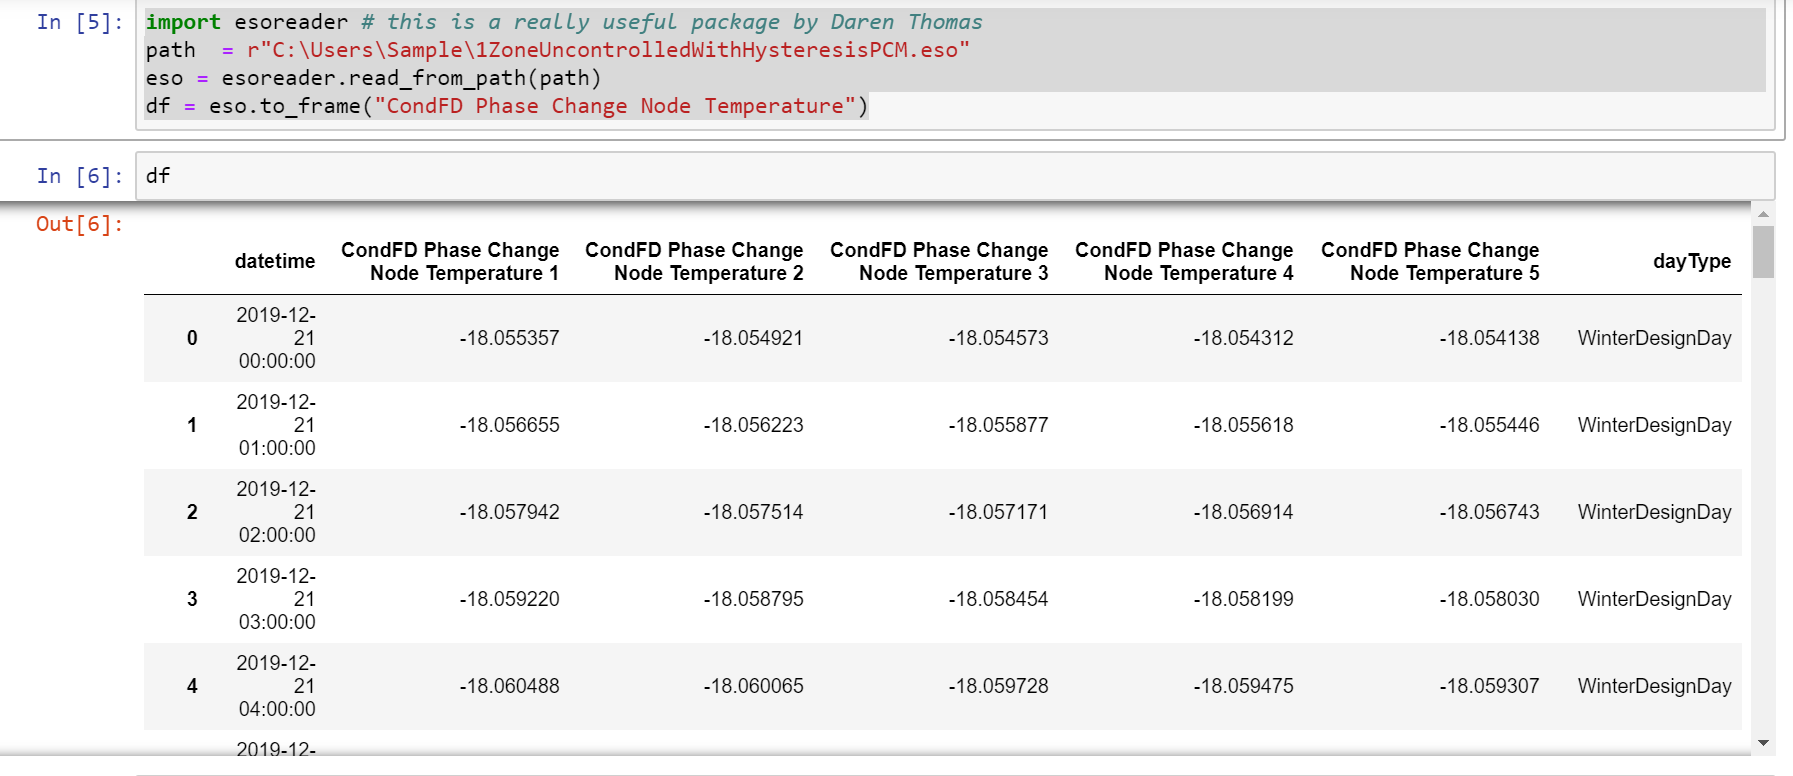 In [5]:
import esoreader # this is a really useful package by Daren Thomas
path  = r"C:\Users\Sample\1ZoneUncontrolledWithHysteresisPCM.eso"
eso = esoreader.read_from_path(path)
df = eso.to_frame("CondFD Phase Change Node Temperature")
In [6]:
df
Out[6]:
datetime CondFD Phase Change Node Temperature 1 CondFD Phase Change Node Temperature 2 CondFD Phase Change Node Temperature 3 CondFD Phase Change Node Temperature 4 CondFD Phase Change Node Temperature 5 dayType
0 2019-12-21 00:00:00 -18.055357 -18.054921 -18.054573 -18.054312 -18.054138 WinterDesignDay
1 2019-12-21 01:00:00 -18.056655 -18.056223 -18.055877 -18.055618 -18.055446 WinterDesignDay
2 2019-12-21 02:00:00 -18.057942 -18.057514 -18.057171 -18.056914 -18.056743 WinterDesignDay
3 2019-12-21 03:00:00 -18.059220 -18.058795 -18.058454 -18.058199 -18.058030 WinterDesignDay
4 2019-12-21 04:00:00 -18.060488 -18.060065 -18.059728 -18.059475 -18.059307 WinterDesignDay
2019-12-